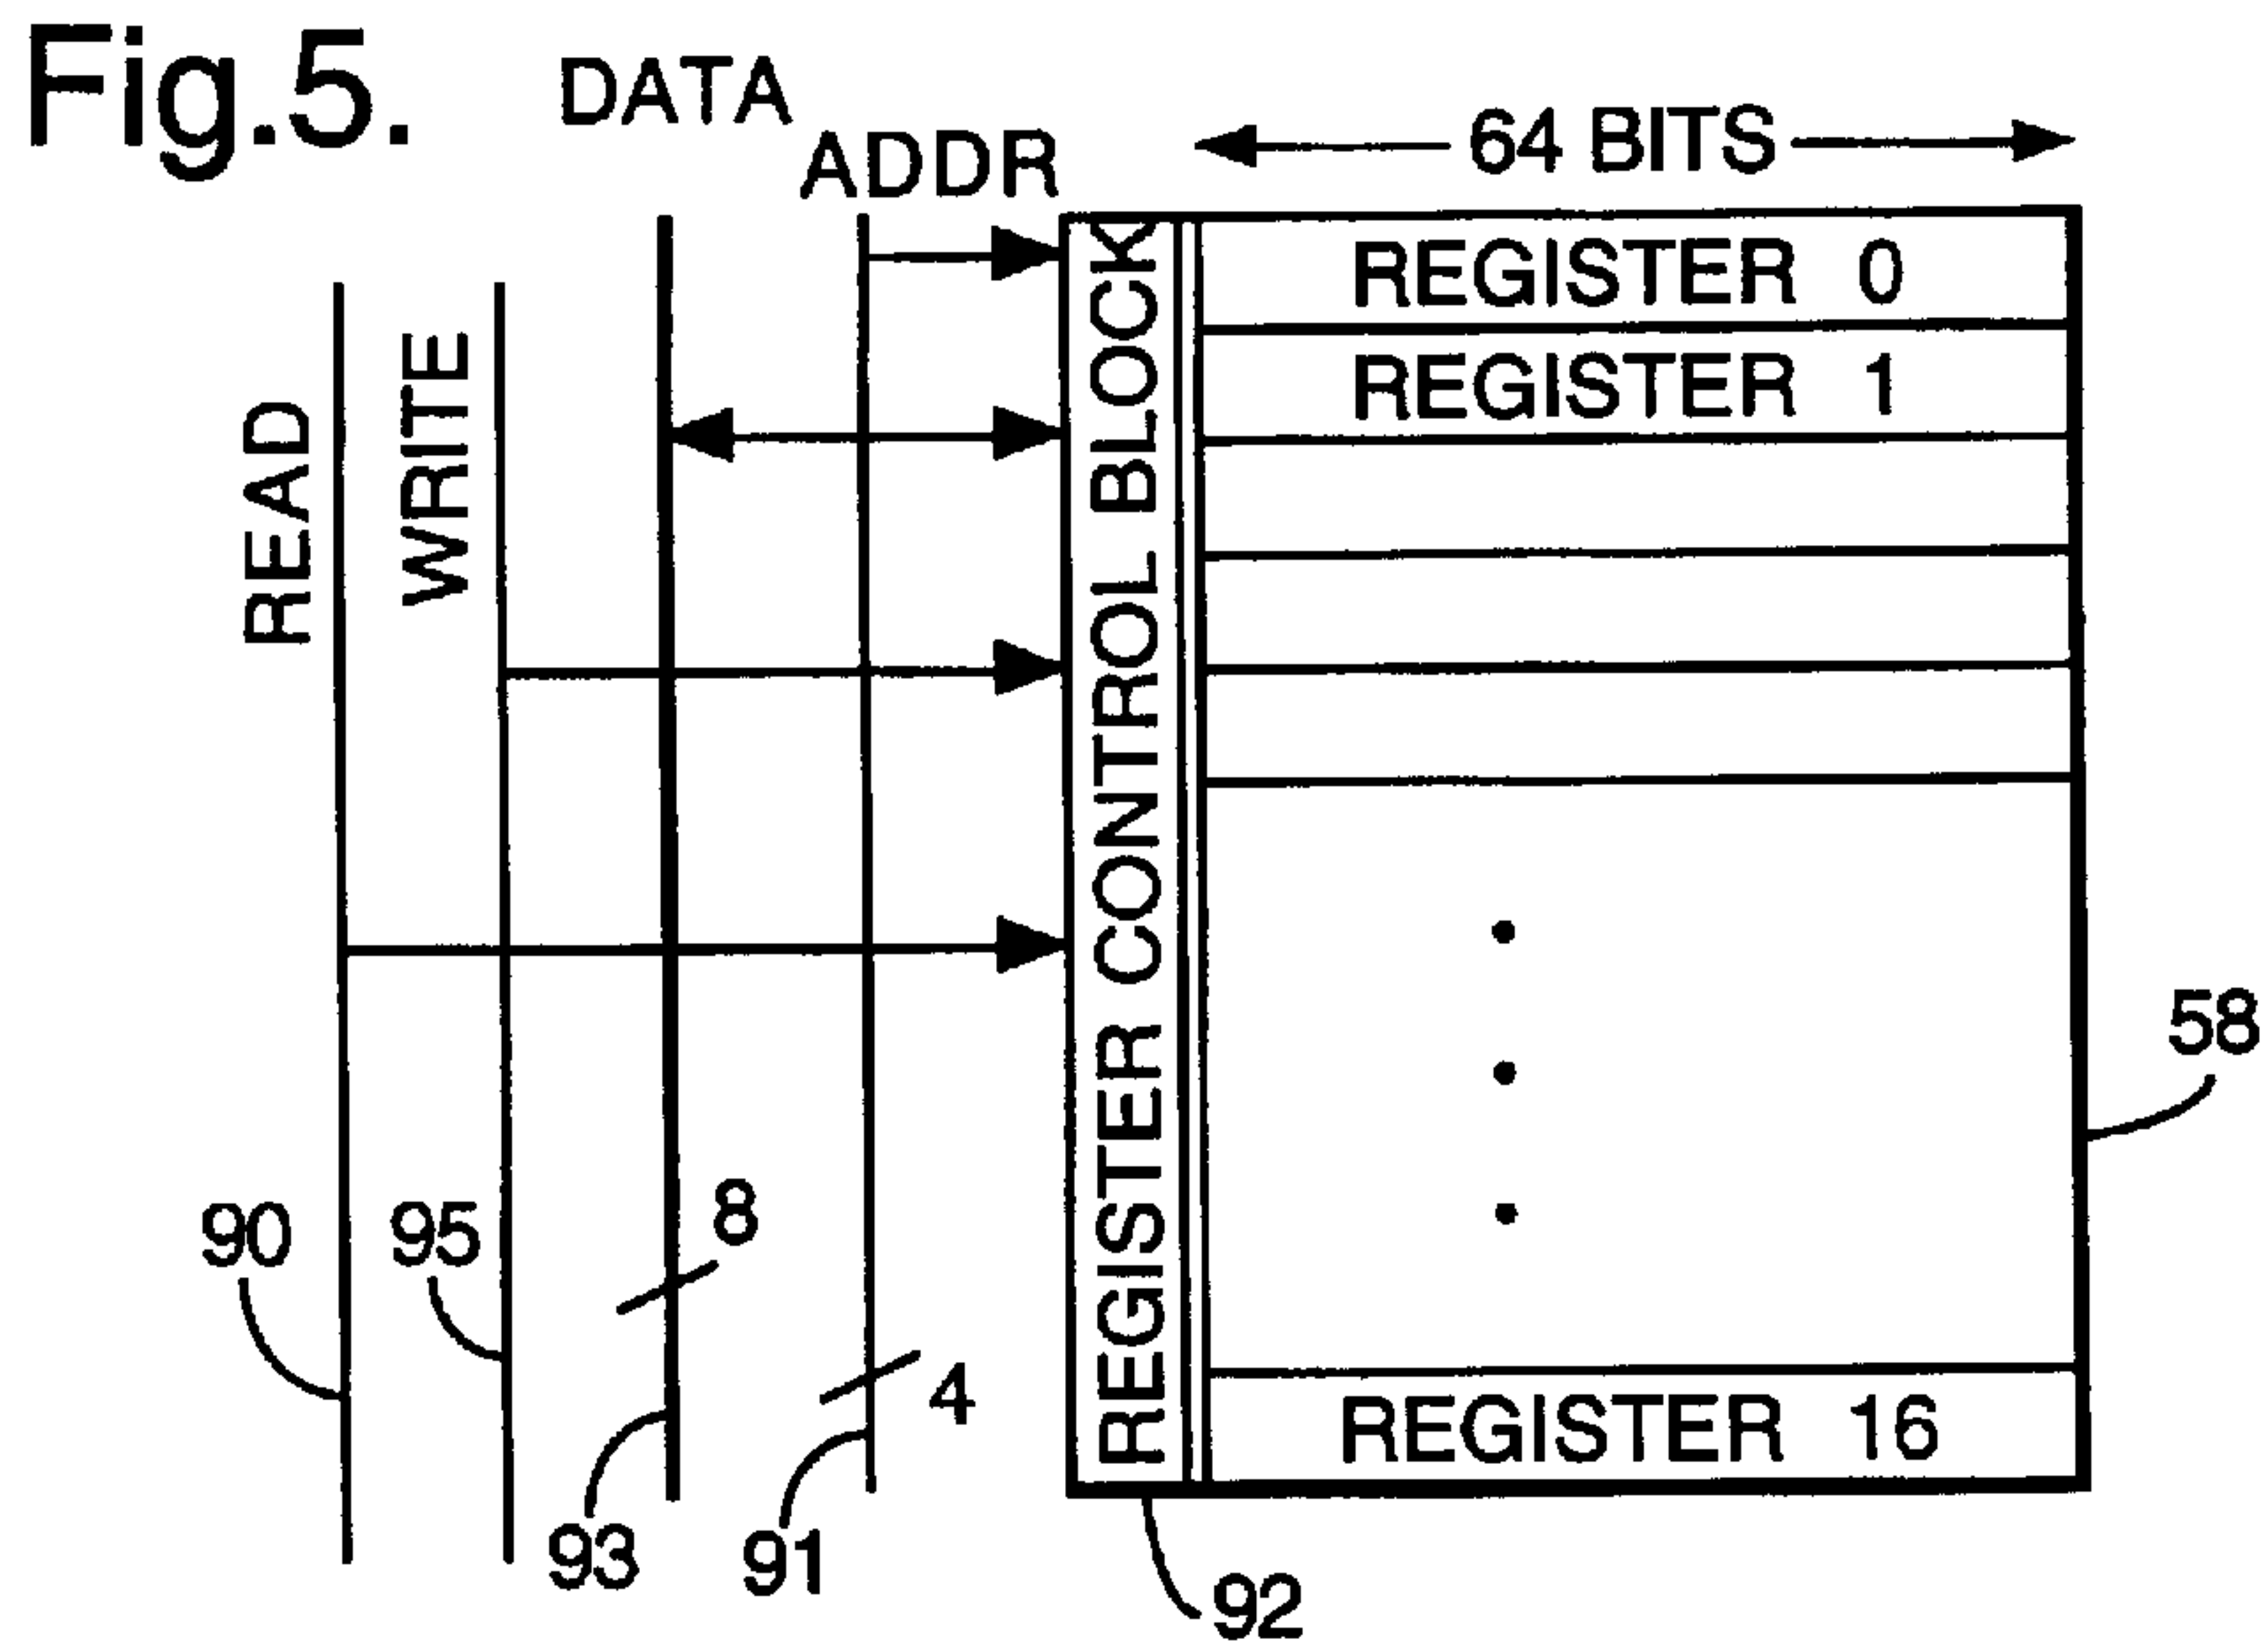 Fig.5.
DATA
ADDR
64 BITS
READ
WRITE
REGISTER CONTROL BLOCK
REGISTER 0
REGISTER 1
REGISTER 16
58
90
95
8
4
93
91
92